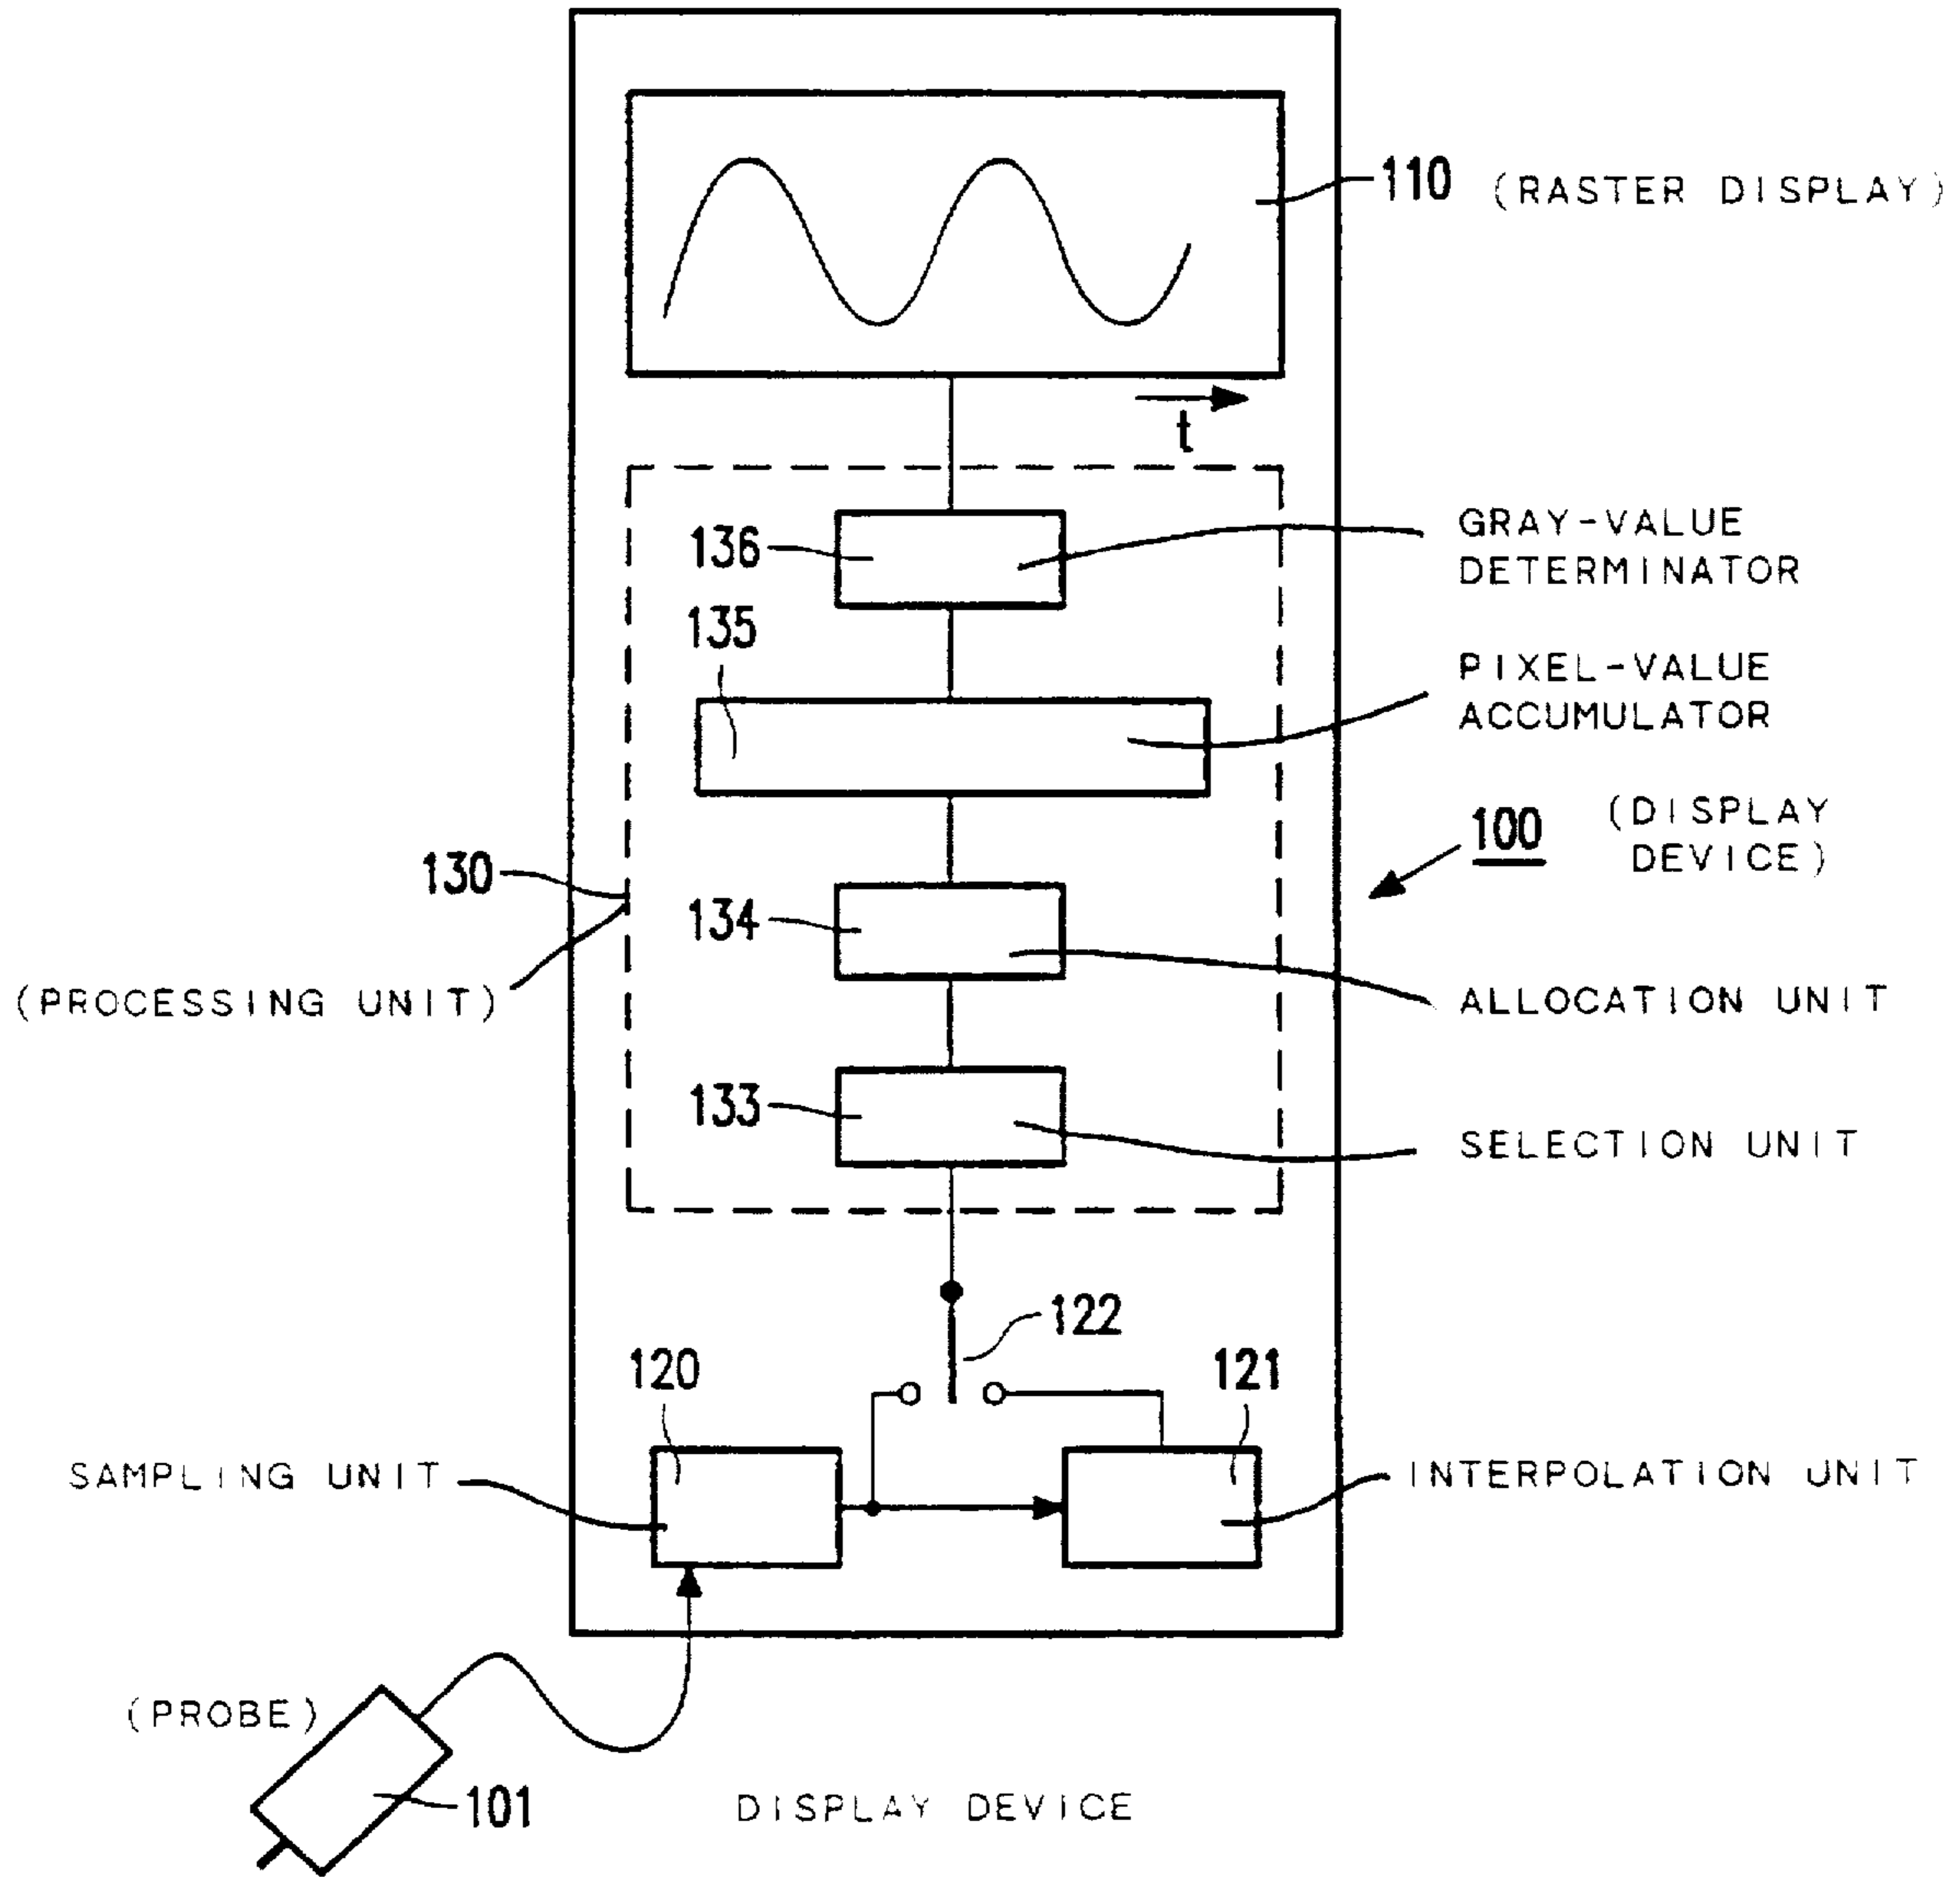 110 (RASTER DISPLAY)
t
136
GRAY-VALUE
DETERMINATOR
135
PIXEL-VALUE
ACCUMULATOR
100 (DISPLAY
DEVICE)
130
134
(PROCESSING UNIT)
ALLOCATION UNIT
133
SELECTION UNIT
122
120
121
SAMPLING UNIT
INTERPOLATION UNIT
(PROBE)
101
DISPLAY DEVICE